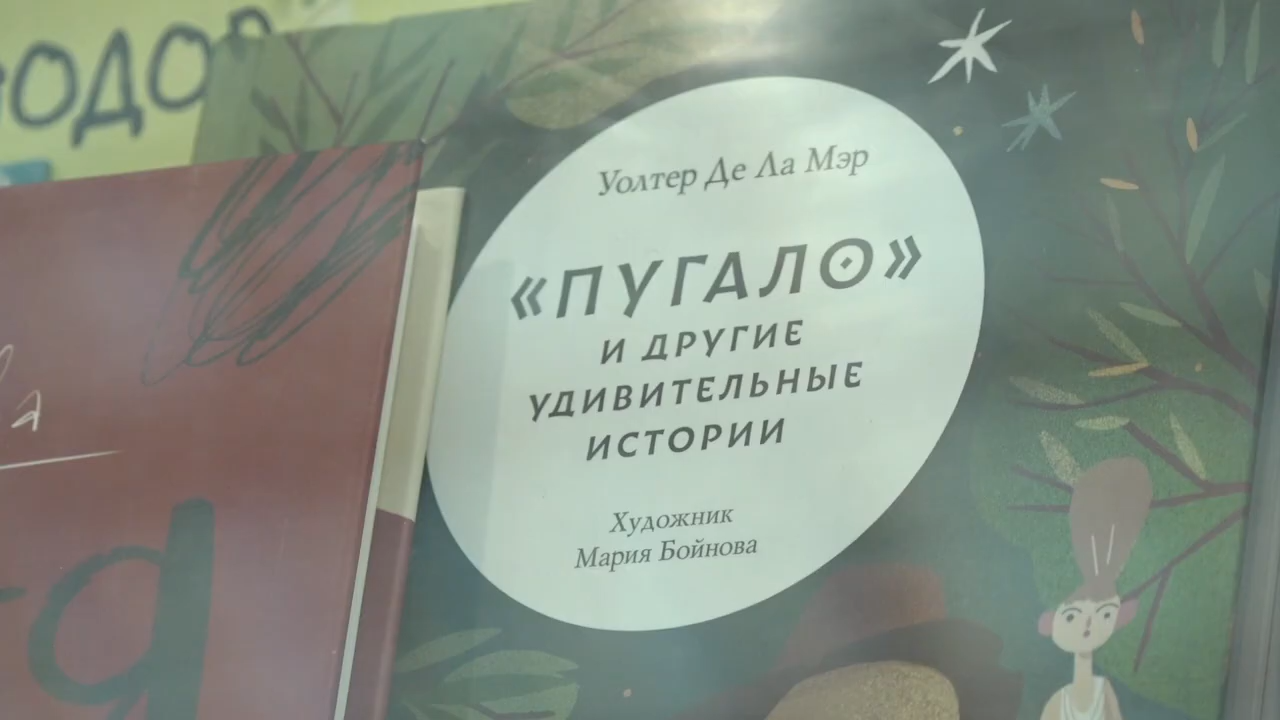 Уолтер Де Ла Мэр
«ПУГАЛО»
И ДРУГИЕ
УДИВИТЕЛЬНЫЕ
ИСТОРИИ
Художник
Мария Бойнова